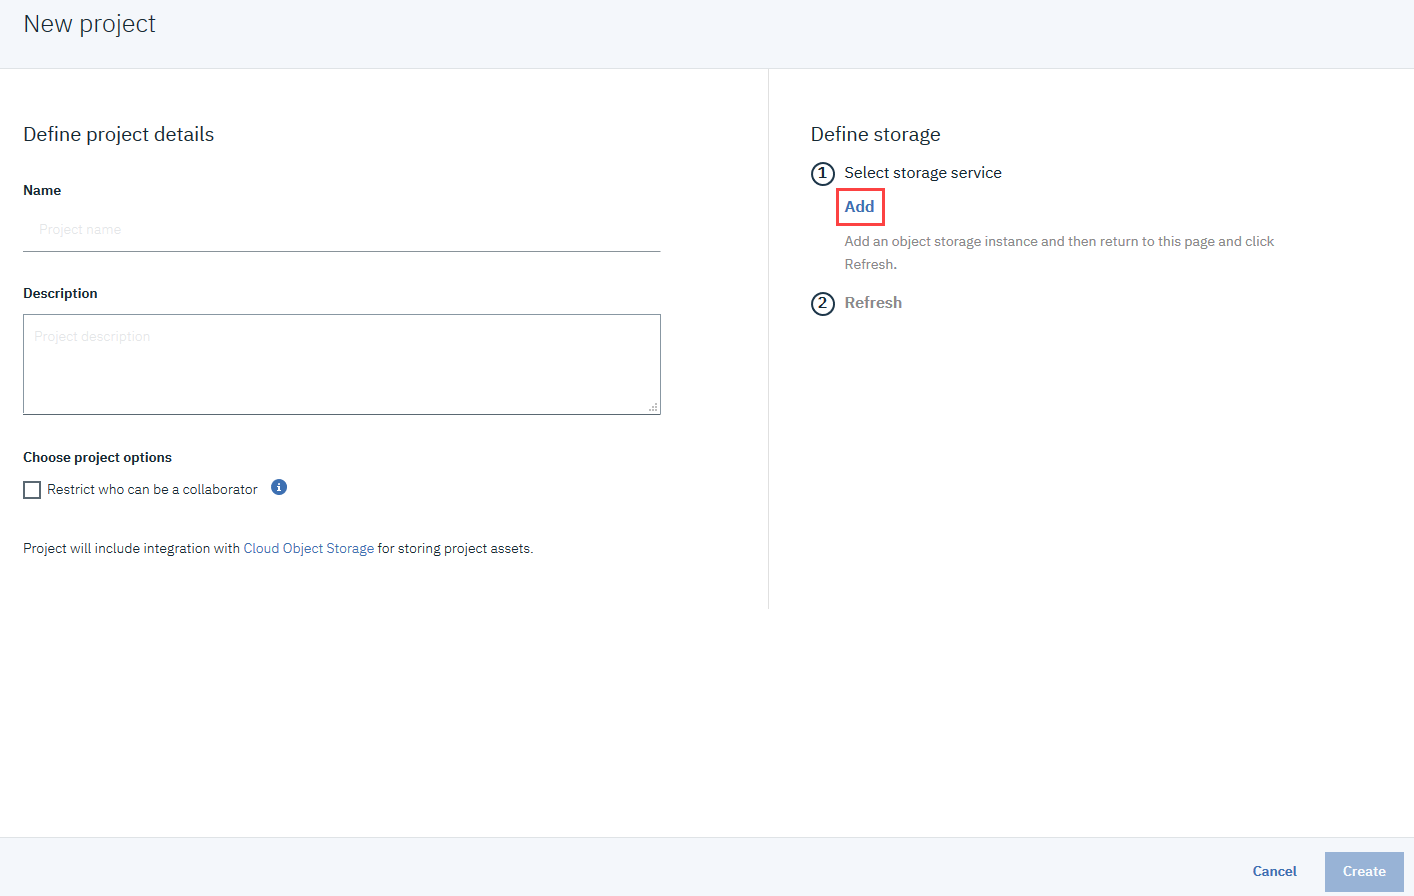 New project
Define project details
Name
Project name
Description
Project description
Choose project options
Restrict who can be a collaborator
Project will include integration with Cloud Object Storage for storing project assets.
Define storage
1 Select storage service
Add
Add an object storage instance and then return to this page and click
Refresh.
2 Refresh
Cancel
Create